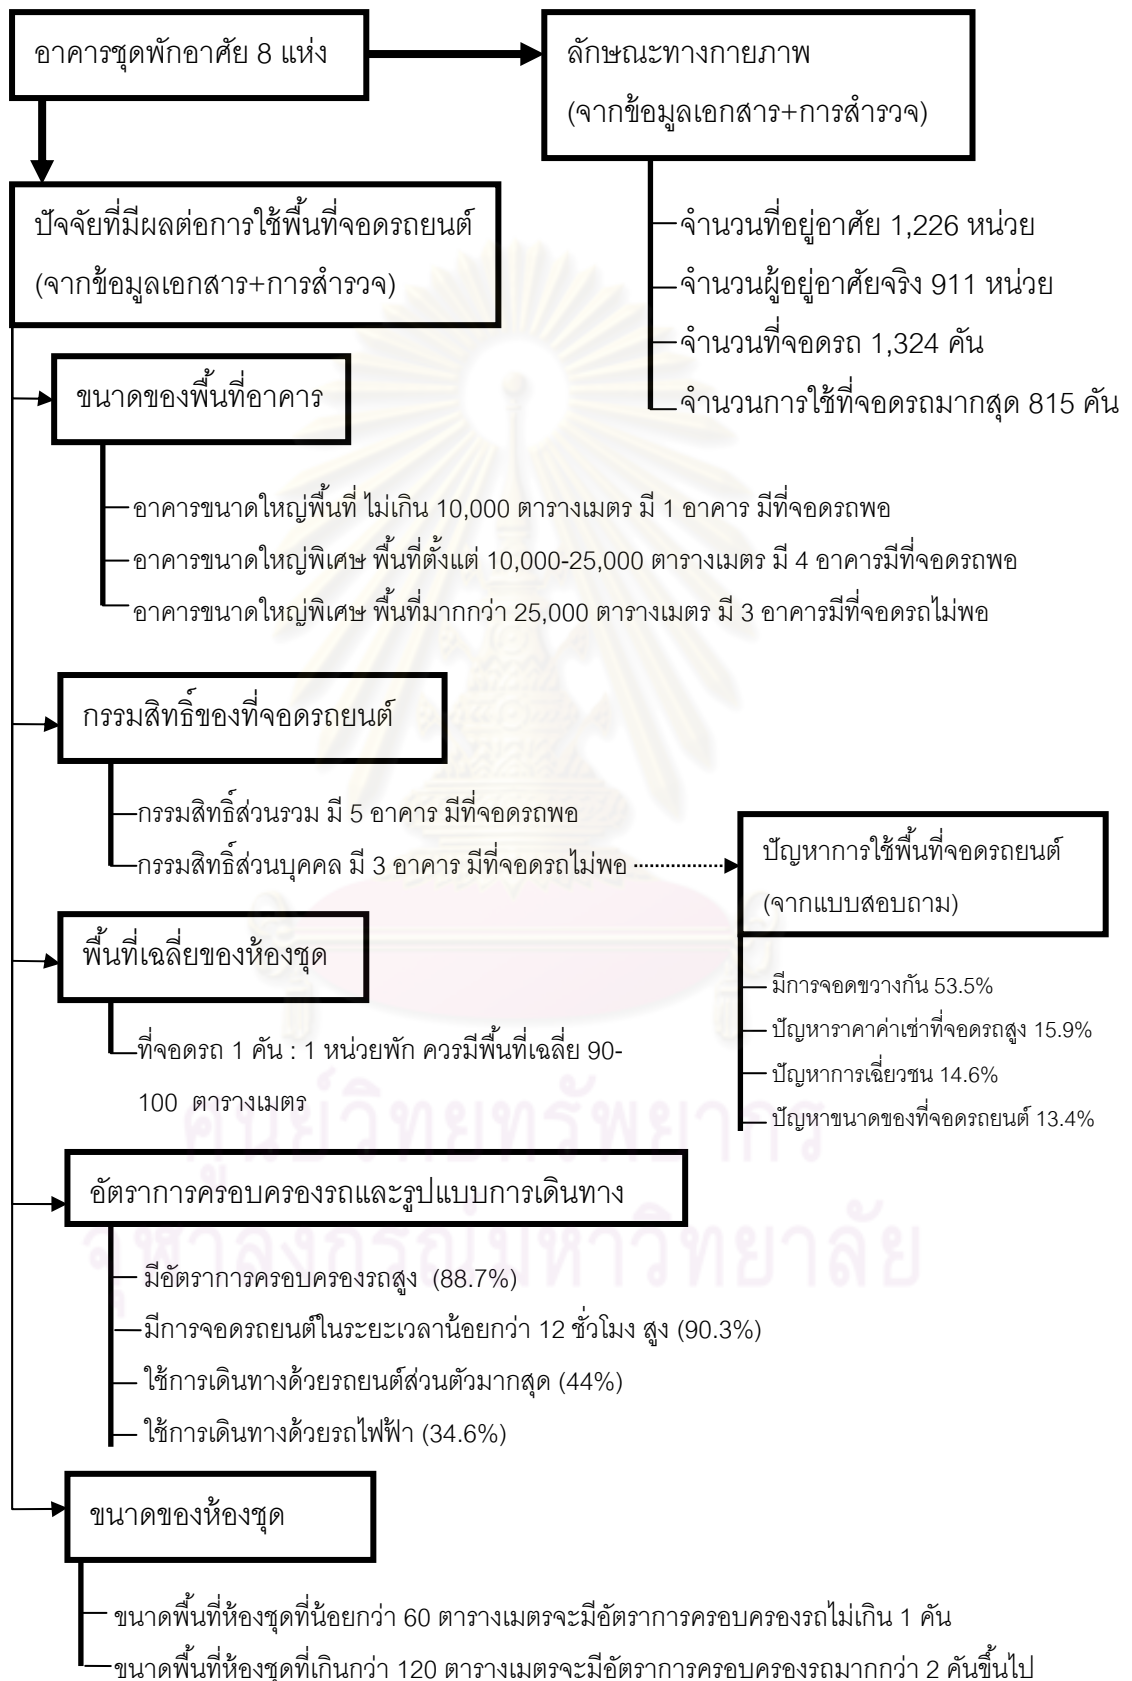 อาคารชุดพักอาศัย 8 แห่ง
ลักษณะทางกายภาพ
(จากข้อมูลเอกสาร+การสำรวจ)
จำนวนที่อยู่อาศัย 1,226 หน่วย
จำนวนผู้อยู่อาศัยจริง 911 หน่วย
จำนวนที่จอดรถ 1,324 คัน
จำนวนการใช้ที่จอดรถมากสุด 815 คัน
ปัจจัยที่มีผลต่อการใช้พื้นที่จอดรถยนต์
(จากข้อมูลเอกสาร+การสำรวจ)
ขนาดของพื้นที่อาคาร
อาคารขนาดใหญ่พื้นที่ ไม่เกิน 10,000 ตารางเมตร มี 1 อาคาร มีที่จอดรถพอ
อาคารขนาดใหญ่พิเศษ พื้นที่ตั้งแต่ 10,000-25,000 ตารางเมตร มี 4 อาคารมีที่จอดรถพอ
อาคารขนาดใหญ่พิเศษ พื้นที่มากกว่า 25,000 ตารางเมตร มี 3 อาคารมีที่จอดรถไม่พอ
กรรมสิทธิ์ของที่จอดรถยนต์
กรรมสิทธิ์ส่วนรวม มี 5 อาคาร มีที่จอดรถพอ
กรรมสิทธิ์ส่วนบุคคล มี 3 อาคาร มีที่จอดรถไม่พอ
ปัญหาการใช้พื้นที่จอดรถยนต์
(จากแบบสอบถาม)
มีการจอดขวางกัน 53.5%
ปัญหาราคาค่าเช่าที่จอดรถสูง 15.9%
ปัญหาการเฉี่ยวชน 14.6%
ปัญหาขนาดของที่จอดรถยนต์ 13.4%
พื้นที่เฉลี่ยของห้องชุด
ที่จอดรถ 1 คัน : 1 หน่วยพัก ควรมีพื้นที่เฉลี่ย 90-
100 ตารางเมตร
ศูนย์วิทยทรัพยากร
จุฬาลงกรณ์มหาวิทยาลัย
อัตราการครอบครองรถและรูปแบบการเดินทาง
มีอัตราการครอบครองรถสูง (88.7%)
มีการจอดรถยนต์ในระยะเวลาน้อยกว่า 12 ชั่วโมง สูง (90.3%)
ใช้การเดินทางด้วยรถยนต์ส่วนตัวมากสุด (44%)
ใช้การเดินทางด้วยรถไฟฟ้า (34.6%)
ขนาดของห้องชุด
ขนาดพื้นที่ห้องชุดที่น้อยกว่า 60 ตารางเมตรจะมีอัตราการครอบครองรถไม่เกิน 1 คัน
ขนาดพื้นที่ห้องชุดที่เกินกว่า 120 ตารางเมตรจะมีอัตราการครอบครองรถมากกว่า 2 คันขึ้นไป